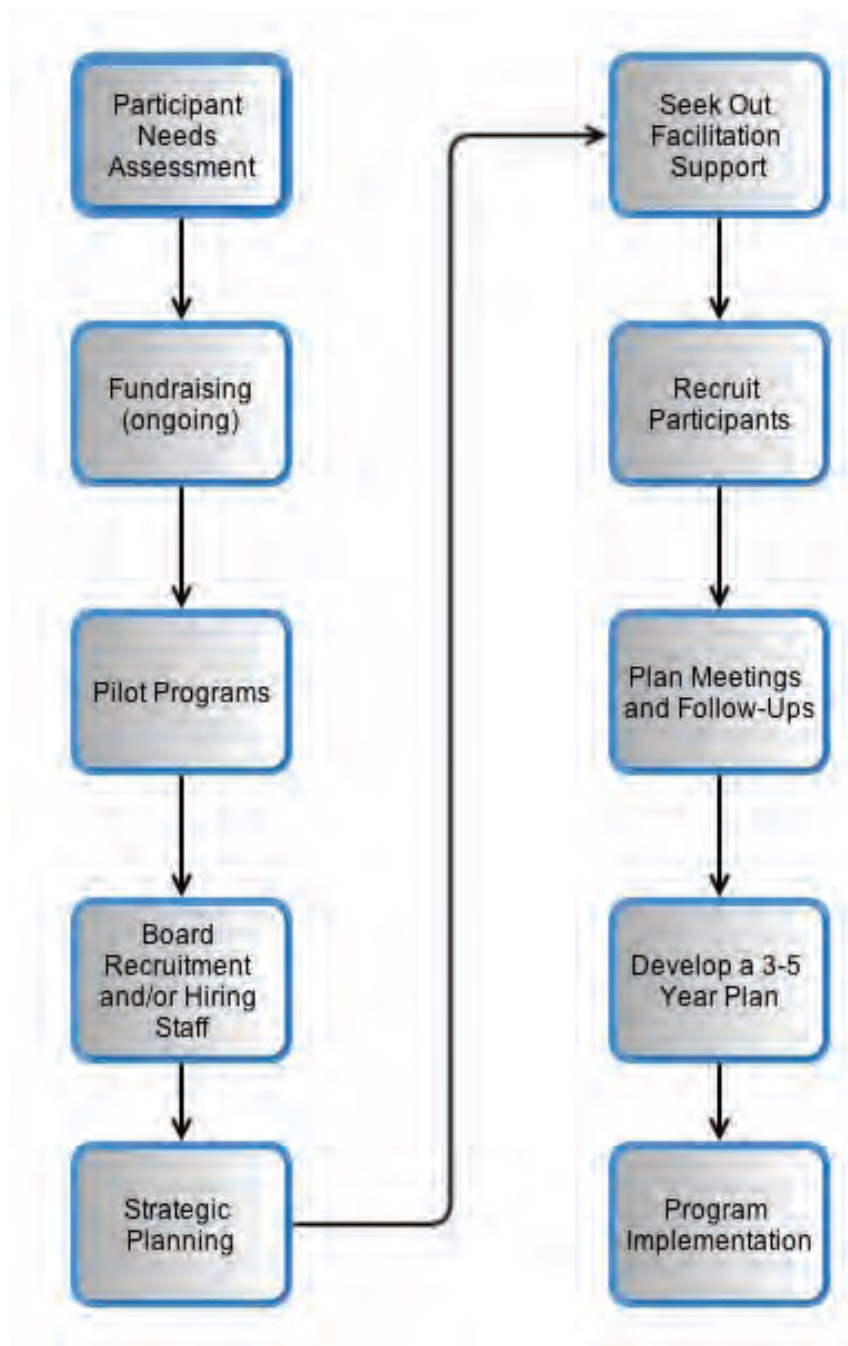 Participant
Needs
Assessment
Fundraising
(ongoing)
Pilot Programs
Board
Recruitment
and/or Hiring
Staff
Strategic
Planning
Seek Out
Facilitation
Support
Recruit
Participants
Plan Meetings
and Follow-Ups
Develop a 3-5
Year Plan
Program
Implementation